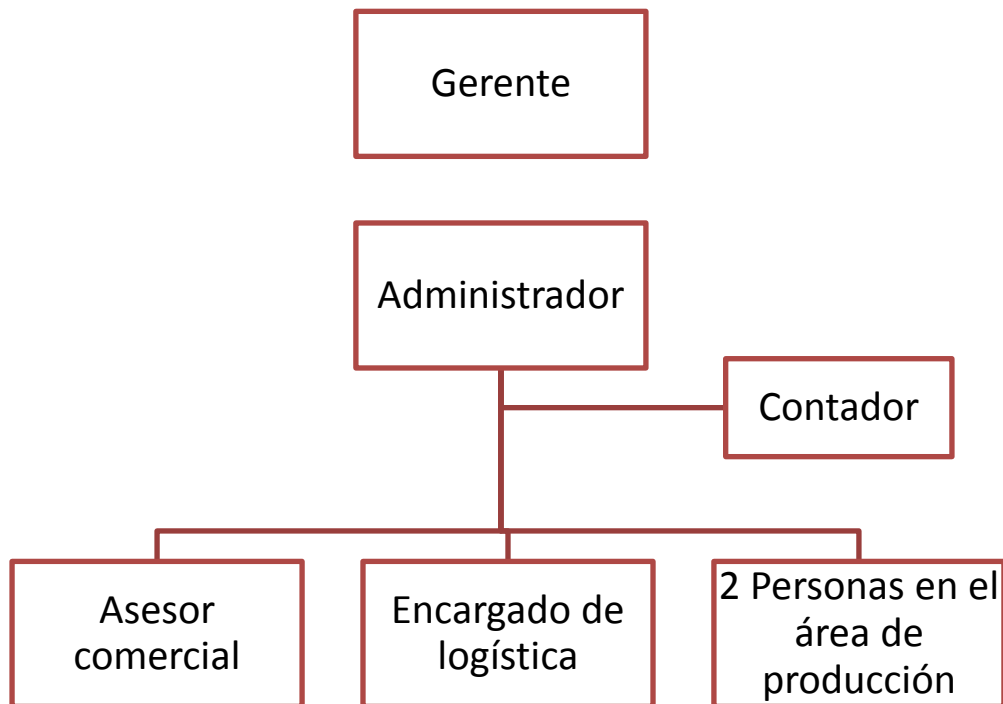 Gerente
Administrador
Contador
Asesor
comercial
Encargado de
logística
2 Personas en el
área de
producción